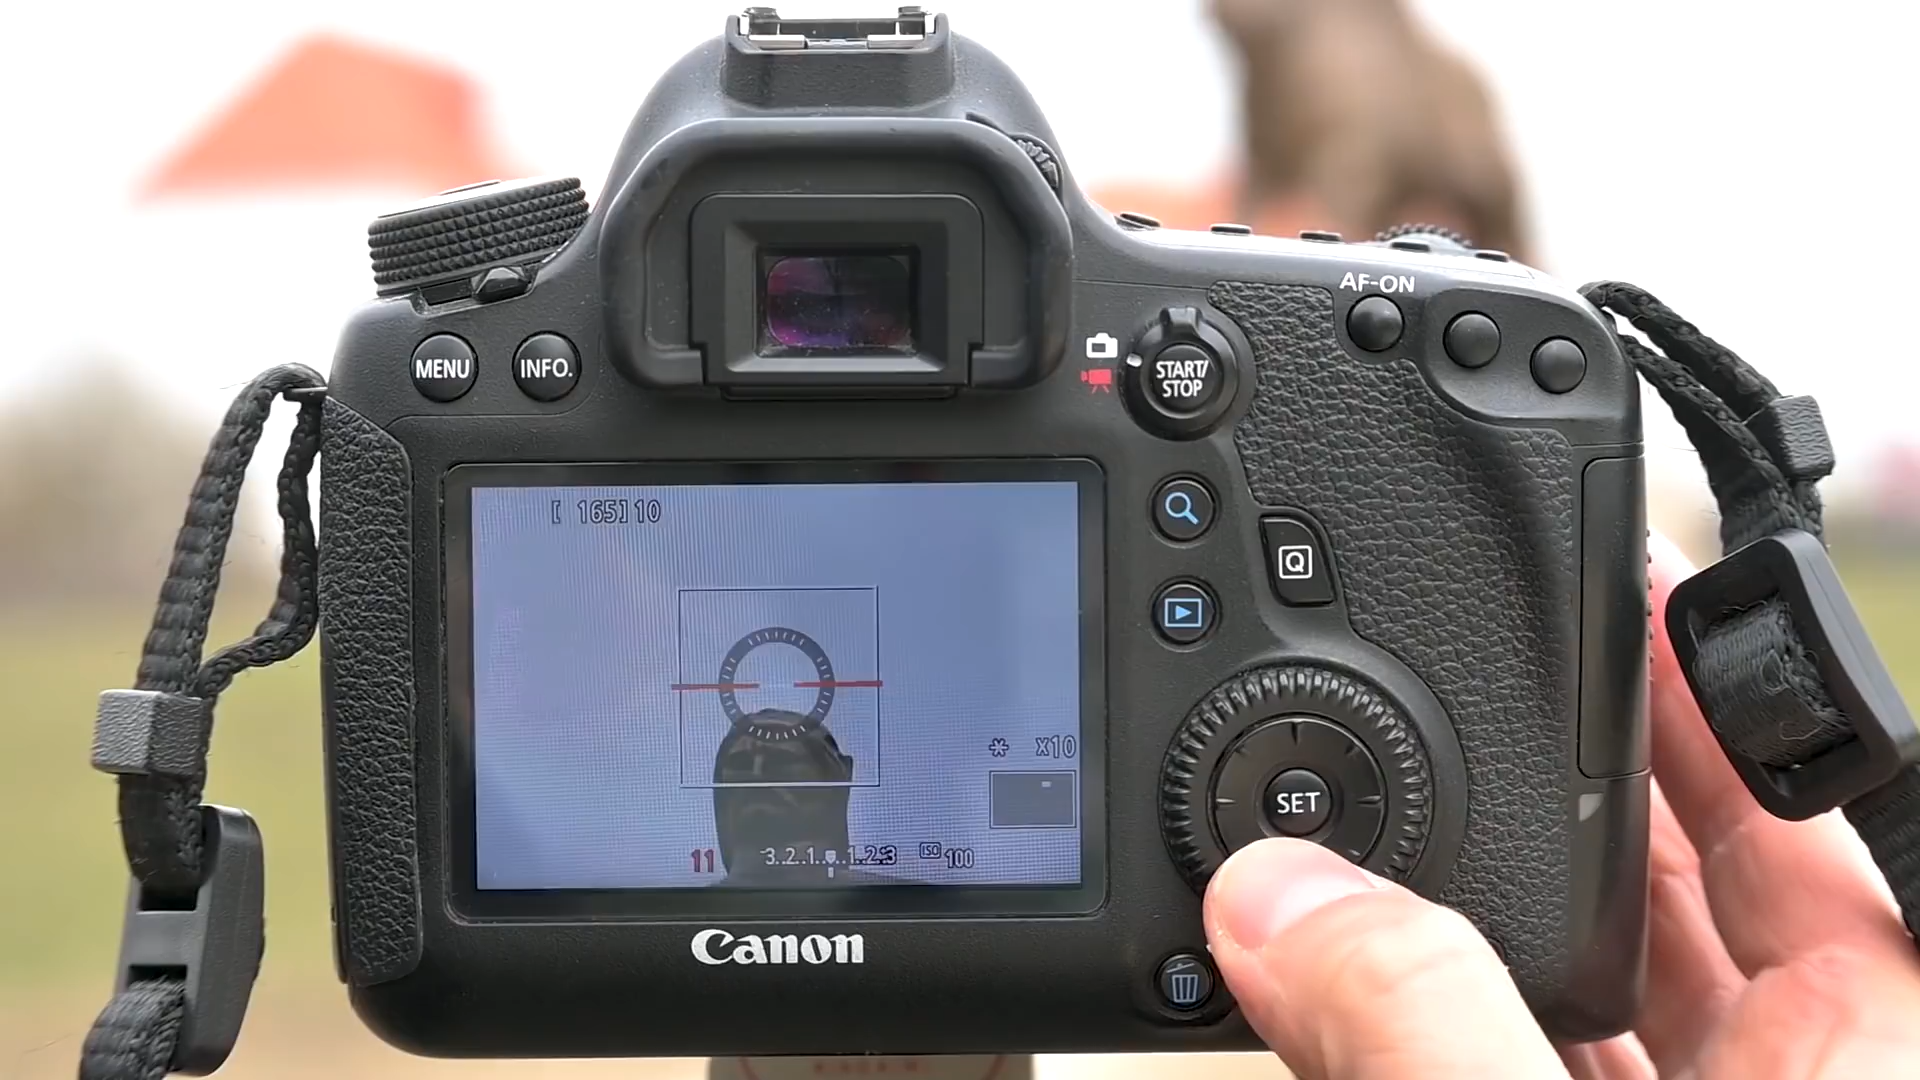 AF-ON
MENU
INFO.
START/
STOP
[ 165]10
Q
x10
SET
11
-3..2..1.....1..2.:3
ISO 100
Canon